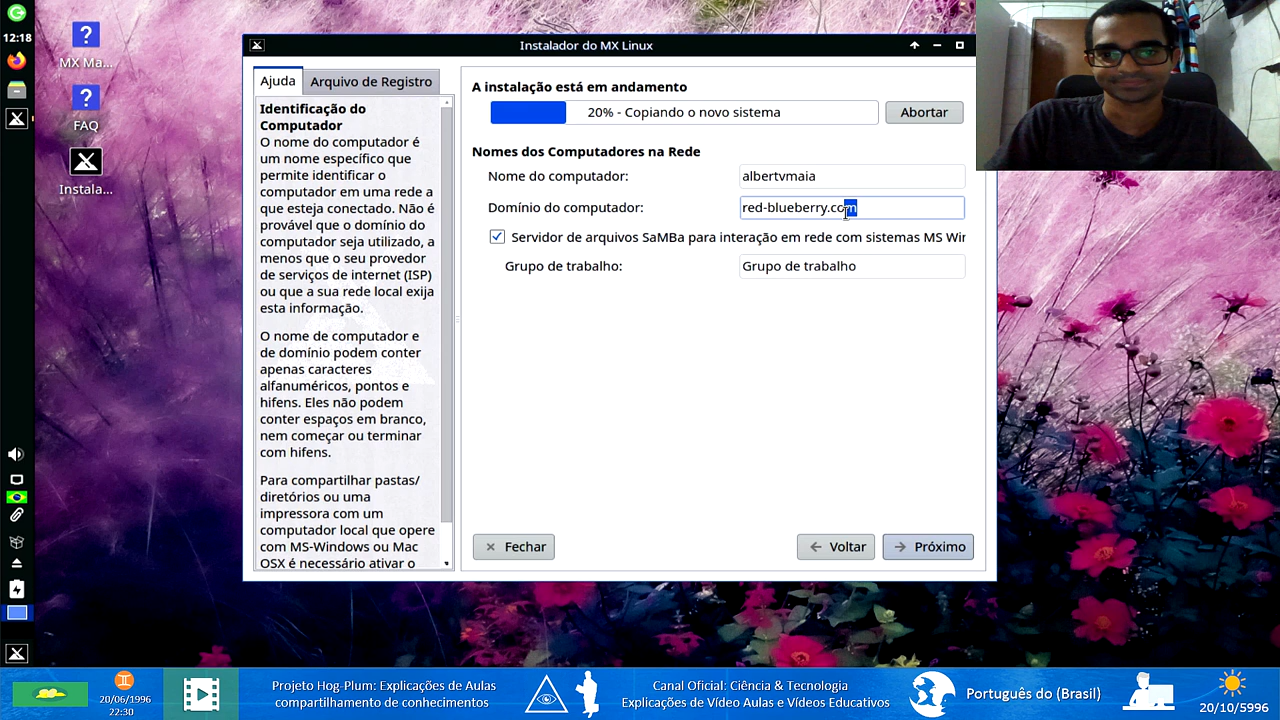 12:18
MX Ma...
FAQ
Instala...
Instalador do MX Linux
Ajuda
Arquivo de Registro
Identificação do
Computador
O nome do computador é
um nome específico que
permite identificar o
computador em uma rede a
que esteja conectado. Não é
provável que o domínio do
computador seja utilizado, a
menos que o seu provedor
de serviços de internet (ISP)
ou que a sua rede local exija
esta informação.
O nome de computador e
de domínio podem conter
apenas caracteres
alfanuméricos, pontos e
hifens. Eles não podem
conter espaços em branco,
nem começar ou terminar
com hifens.
Para compartilhar pastas/
diretórios ou uma
impressora com um
computador local que opere
com MS-Windows ou Mac
OSX é necessário ativar o
A instalação está em andamento
20% - Copiando o novo sistema
Abortar
Nomes dos Computadores na Rede
Nome do computador:
albertvmaia
Domínio do computador:
red-blueberry.com
Servidor de arquivos SaMBa para interação em rede com sistemas MS Wir
Grupo de trabalho:
Grupo de trabalho
Fechar
Voltar
Próximo
20/06/1996
22:30
Projeto Hog-Plum: Explicações de Aulas
compartilhamento de conhecimentos
Canal Oficial: Ciência & Tecnologia
Explicações de Vídeo Aulas e Vídeos Educativos
Português do (Brasil)
20/10/5996